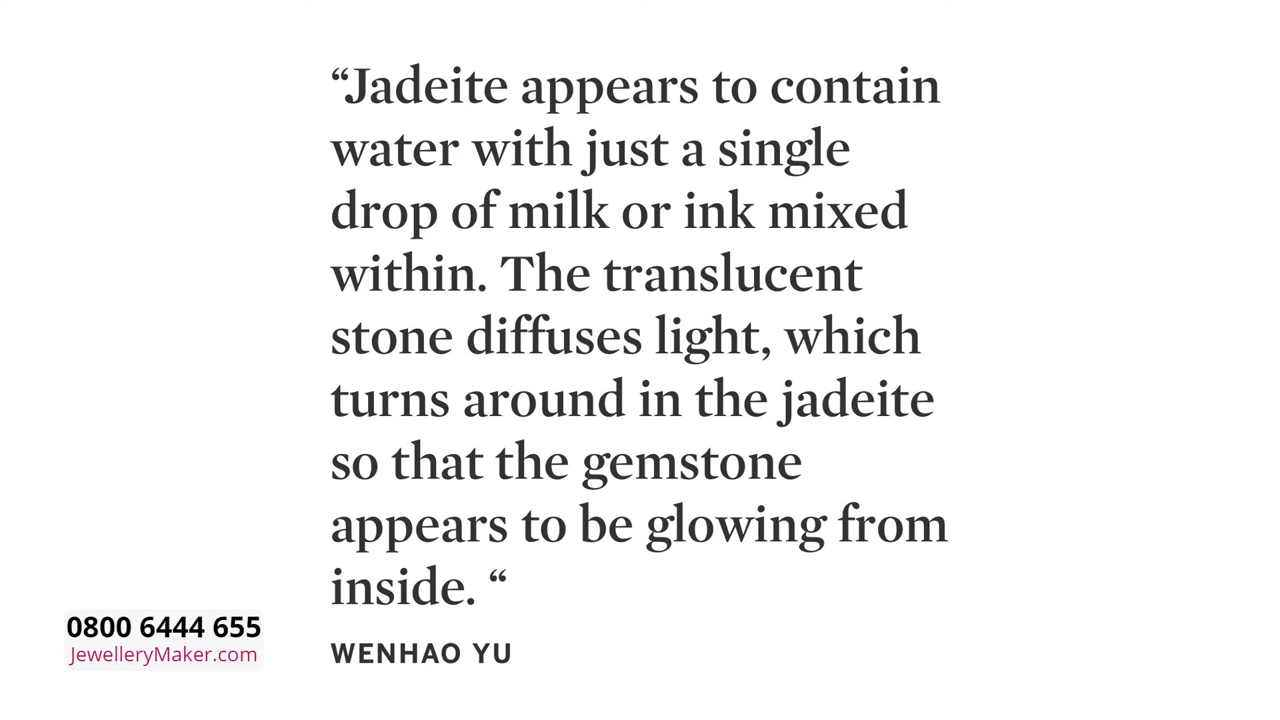 “Jadeite appears to contain
water with just a single
drop of milk or ink mixed
within. The translucent
stone diffuses light, which
turns around in the jadeite
so that the gemstone
appears to be glowing from
inside. “
WENHAO YU
0800 6444 655
JewelleryMaker.com